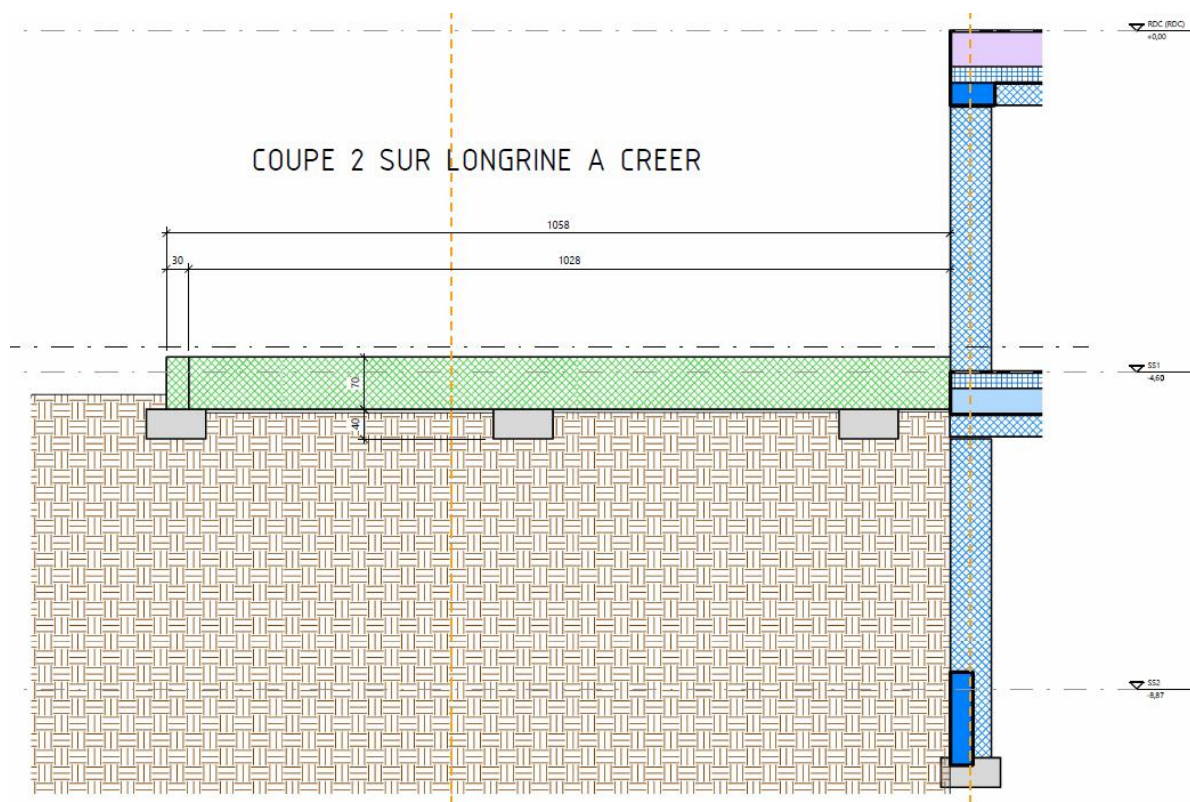 RDC (RDC)
+0,00
COUPE 2 SUR LONGRINE A CREER
1058
30
1028
70
40
SS1
-4,60
SS2
-8,87